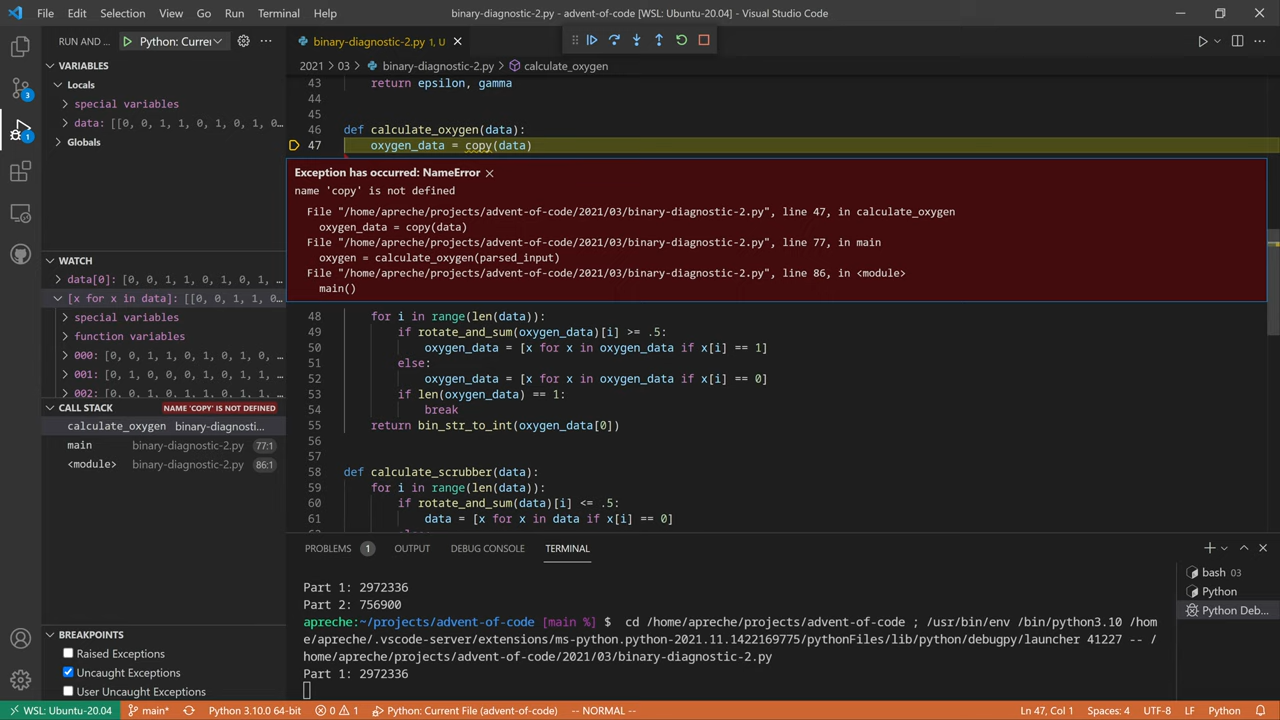 File Edit Selection View Go Run Terminal Help
binary-diagnostic-2.py - advent-of-code [WSL: Ubuntu-20.04] - Visual Studio Code
RUN AND ... Python: Curre
binary-diagnostic-2.py 1, U
2021 > 03 > binary-diagnostic-2.py > calculate_oxygen
VARIABLES
Locals
special variables
data: [[0, 0, 1, 1, 0, 1, 0, 1, 0, …
Globals
WATCH
data[0]: [0, 0, 1, 1, 0, 1, 0, 1, …
[x for x in data]: [[0, 0, 1, 1, 0…
special variables
function variables
000: [0, 0, 1, 1, 0, 1, 0, 1, 0, …
001: [0, 1, 0, 0, 0, 1, 0, 1, 0, …
002: [0, 1, 0, 1, 1, 0, 1, 1, 0, …
CALL STACK NAME 'COPY' IS NOT DEFINED
calculate_oxygen binary-diagnosti...
main binary-diagnostic-2.py 77:1
<module> binary-diagnostic-2.py 86:1
BREAKPOINTS
Raised Exceptions
Uncaught Exceptions
User Uncaught Exceptions
3
1
43 return epsilon, gamma
44
45
46 def calculate_oxygen(data):
47 oxygen_data = copy(data)
Exception has occurred: NameError
name 'copy' is not defined
File "/home/apreche/projects/advent-of-code/2021/03/binary-diagnostic-2.py", line 47, in calculate_oxygen
oxygen_data = copy(data)
File "/home/apreche/projects/advent-of-code/2021/03/binary-diagnostic-2.py", line 77, in main
oxygen = calculate_oxygen(parsed_input)
File "/home/apreche/projects/advent-of-code/2021/03/binary-diagnostic-2.py", line 86, in <module>
main()
48 for i in range(len(data)):
49 if rotate_and_sum(oxygen_data)[i] >= .5:
50 oxygen_data = [x for x in oxygen_data if x[i] == 1]
51 else:
52 oxygen_data = [x for x in oxygen_data if x[i] == 0]
53 if len(oxygen_data) == 1:
54 break
55 return bin_str_to_int(oxygen_data[0])
56
57
58 def calculate_scrubber(data):
59 for i in range(len(data)):
60 if rotate_and_sum(data)[i] <= .5:
61 data = [x for x in data if x[i] == 0]
PROBLEMS 1 OUTPUT DEBUG CONSOLE TERMINAL
Part 1: 2972336
Part 2: 756900
apreche:~/projects/advent-of-code [main %] $ cd /home/apreche/projects/advent-of-code ; /usr/bin/env /bin/python3.10 /hom
e/apreche/.vscode-server/extensions/ms-python.python-2021.11.1422169775/pythonFiles/lib/python/debugpy/launcher 41227 -- /
home/apreche/projects/advent-of-code/2021/03/binary-diagnostic-2.py
Part 1: 2972336
bash 03
Python
Python Deb...
WSL: Ubuntu-20.04 main* Python 3.10.0 64-bit 0 1 Python: Current File (advent-of-code) -- NORMAL -- Ln 47, Col 1 Spaces: 4 UTF-8 LF Python